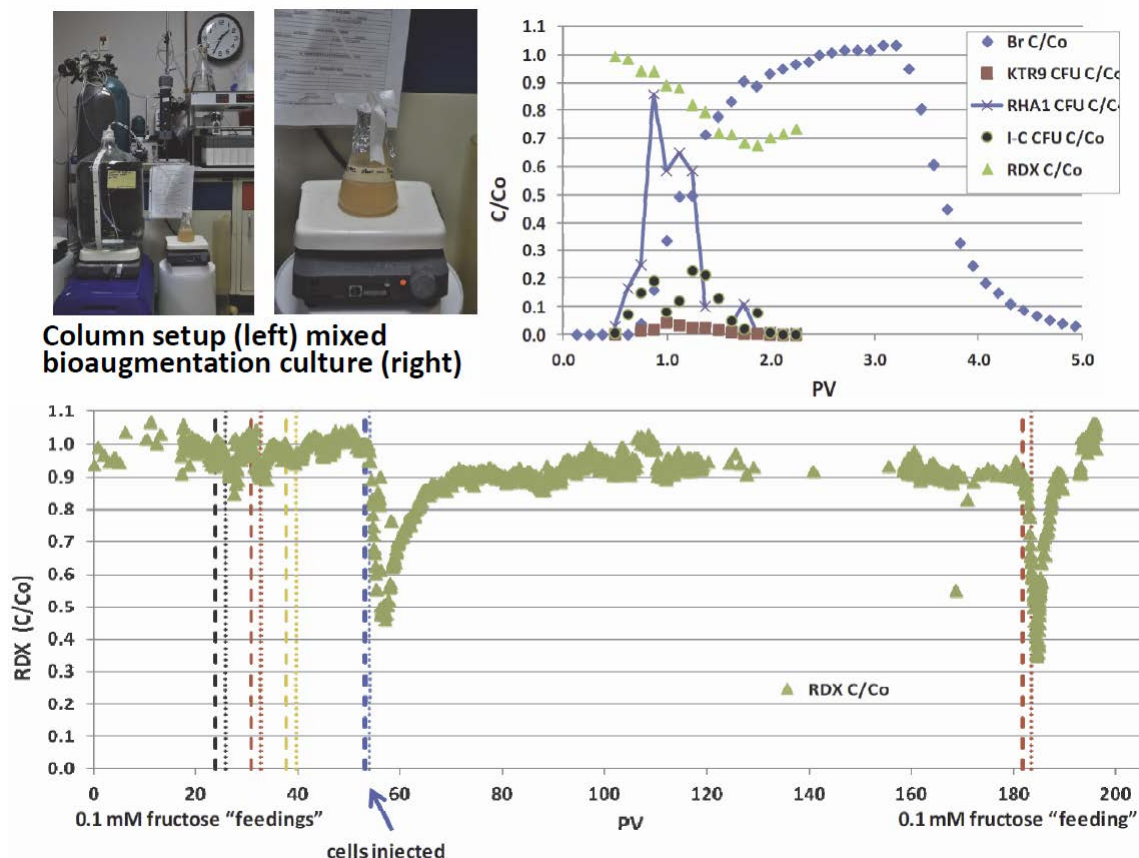 Column setup (left) mixed
bioaugmentation culture (right)
C/Co
1.1
1.0
0.9
0.8
0.7
0.6
0.5
0.4
0.3
0.2
0.1
0.0
0.0
1.0
2.0
3.0
4.0
5.0
PV
Br C/Co
KTR9 CFU C/Co
RHA1 CFU C/Co
I-C CFU C/Co
RDX C/Co
RDX (C/Co)
1.1
1.0
0.9
0.8
0.7
0.6
0.5
0.4
0.3
0.2
0.1
0.0
RDX C/Co
0 20 40 60 80 100 120 140 160 180 200
0.1 mM fructose “feedings”
PV
0.1 mM fructose “feeding”
cells injected